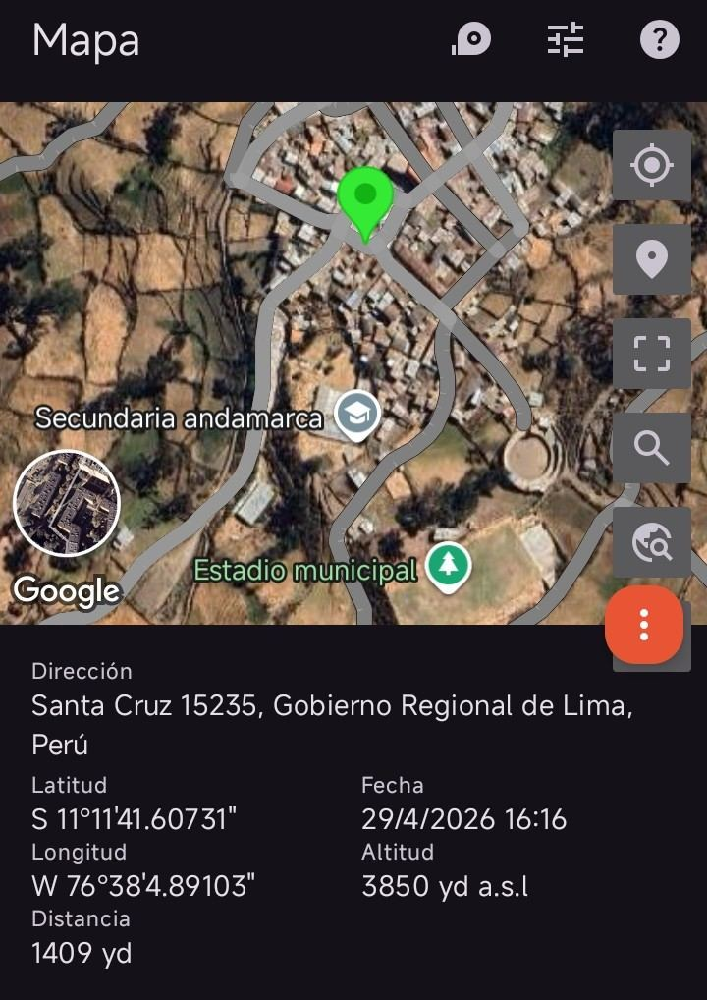 Mapa
Secundaria andamarca
Estadio municipal
Google
Dirección
Santa Cruz 15235, Gobierno Regional de Lima,
Perú
Latitud
S 11°11'41.60731"
Fecha
29/4/2026 16:16
Longitud
W 76°38'4.89103"
Altitud
3850 yd a.s.l
Distancia
1409 yd